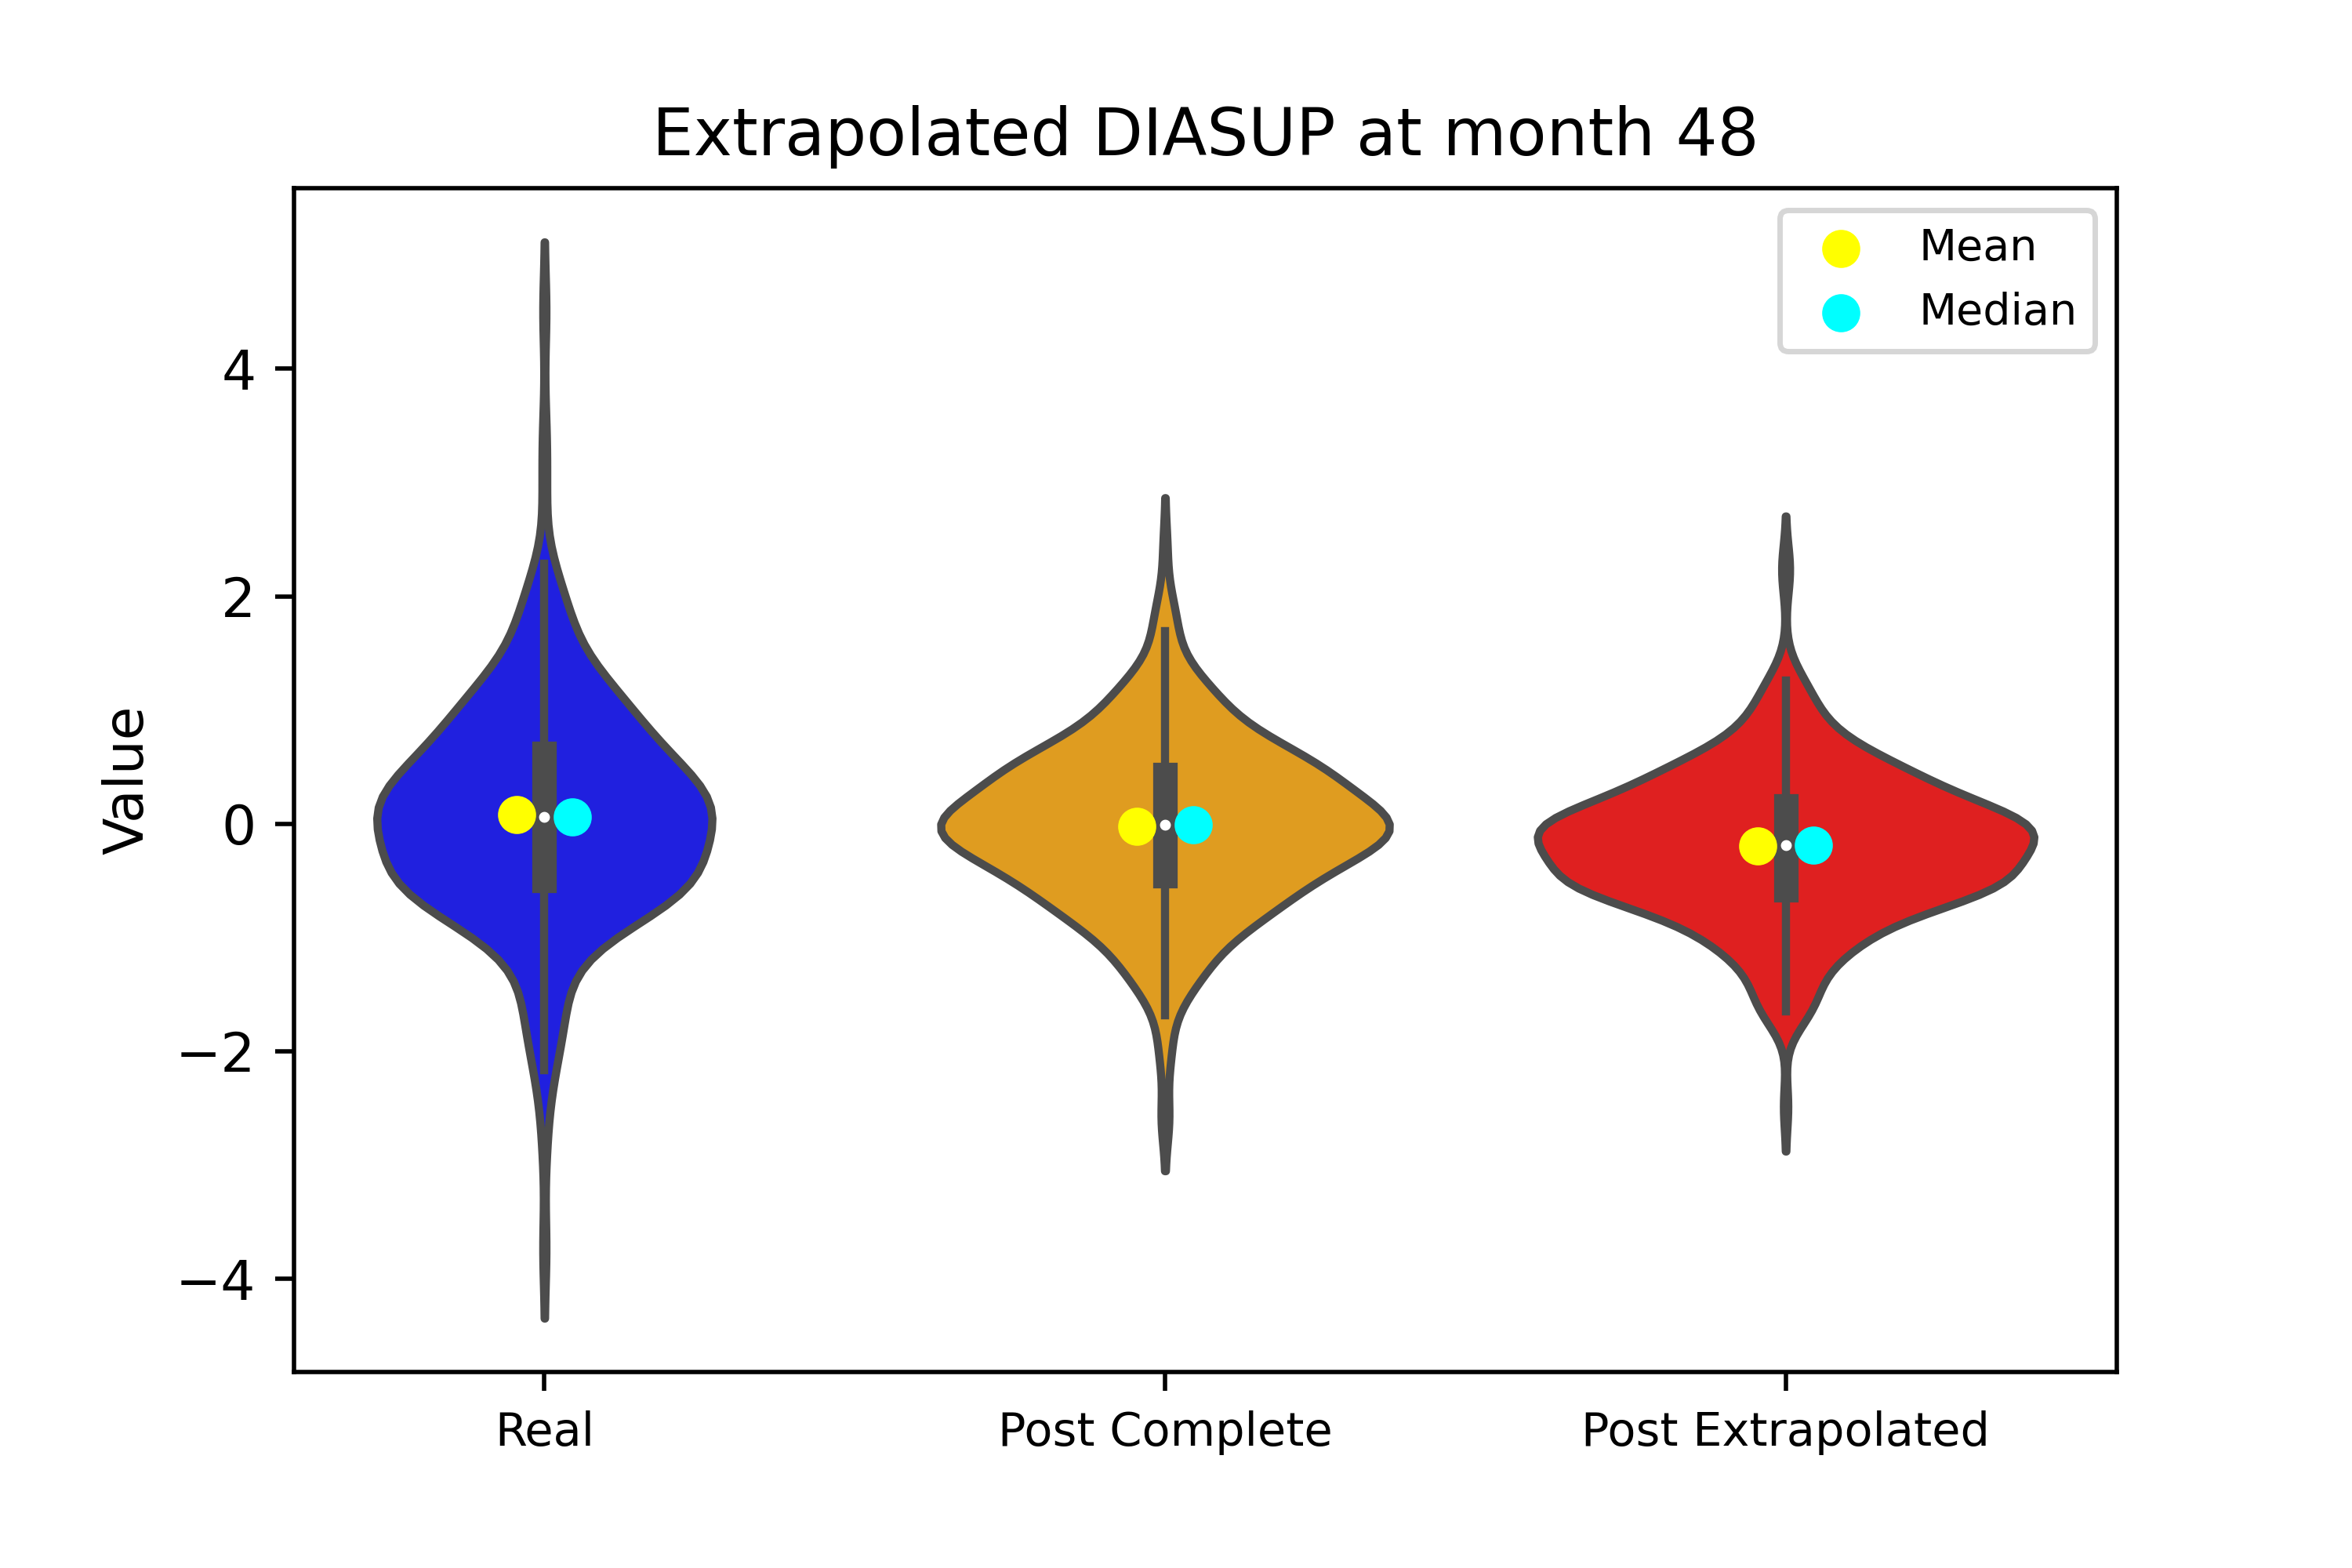 Extrapolated DIASUP at month 48
Mean
Median
4
2
0
−2
−4
Value
Real
Post Complete
Post Extrapolated